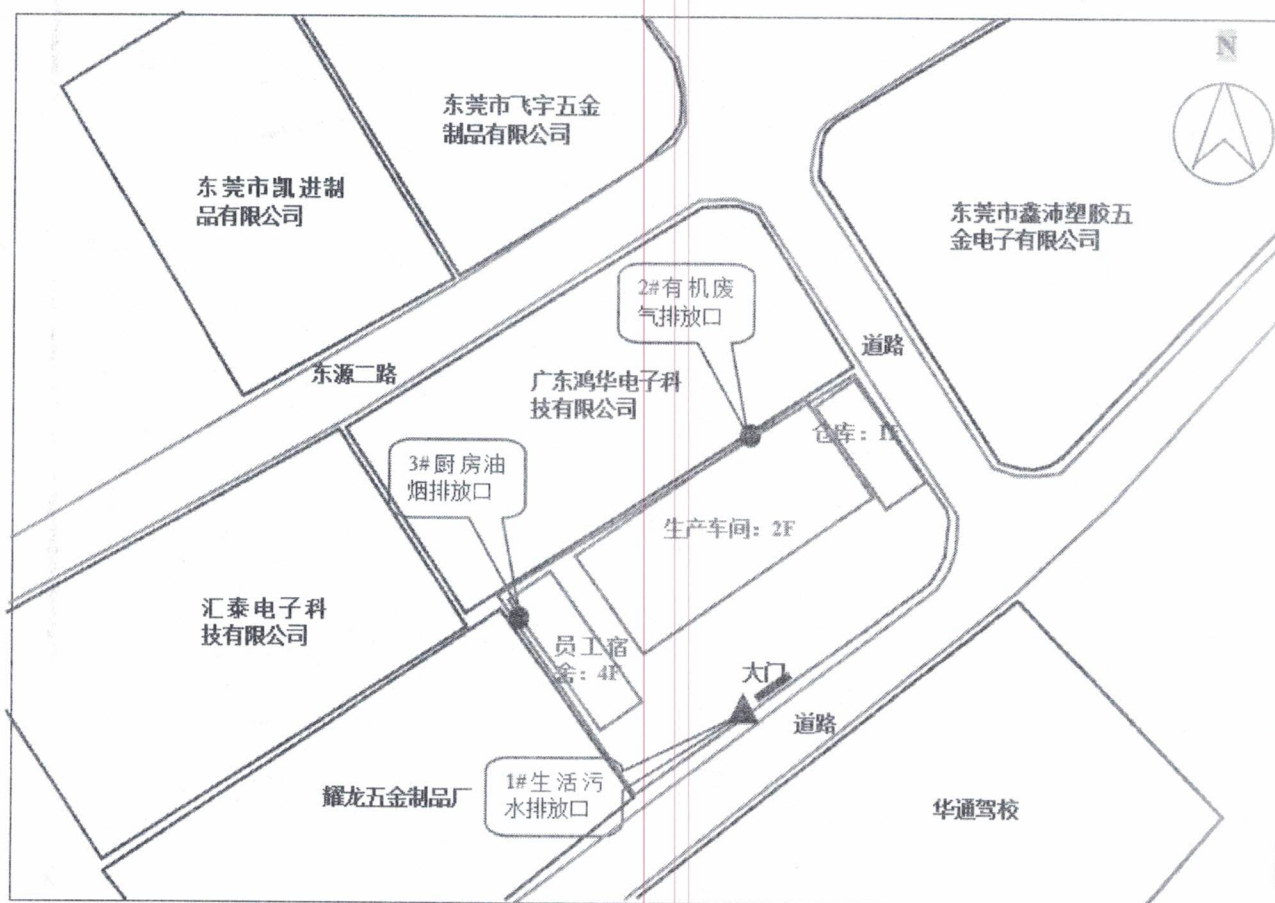 N
东莞市飞宇五金
制品有限公司
东莞市凯进制
品有限公司
东莞市鑫沛塑胶五
金电子有限公司
2#有机废
气排放口
道路
东源二路
广东鸿华电子科
技有限公司
仓库：1F
3#厨房油
烟排放口
生产车间：2F
汇泰电子科
技有限公司
员工宿
舍：4F
大门
道路
1#生活污
水排放口
耀龙五金制品厂
华通驾校